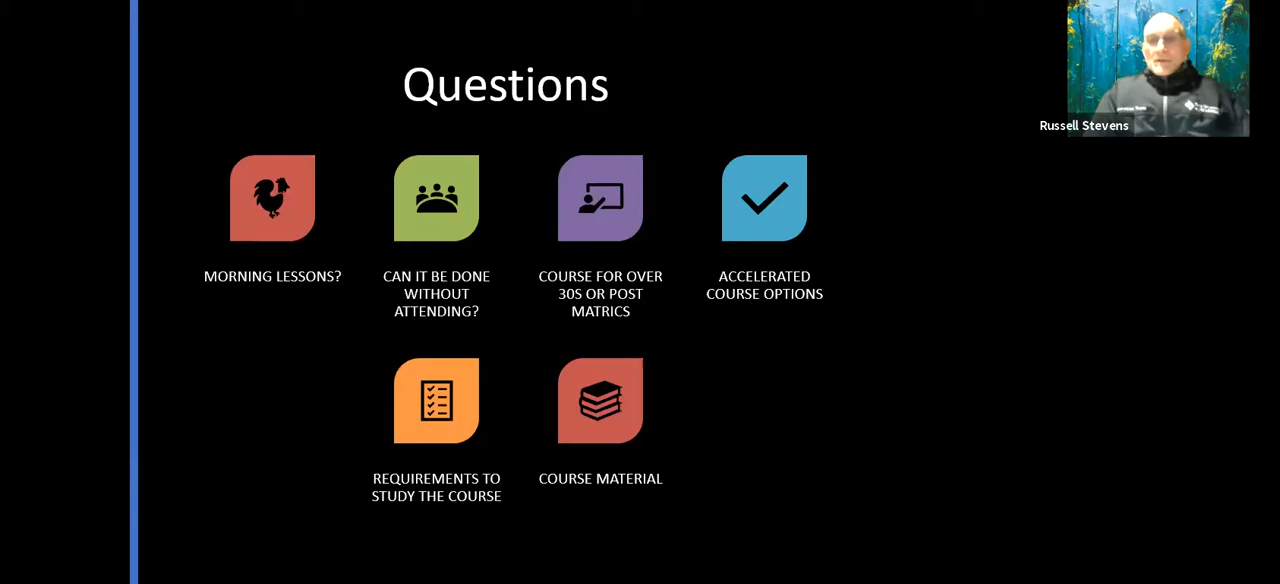 Questions
Russell Stevens
MORNING LESSONS?
CAN IT BE DONE
WITHOUT
ATTENDING?
COURSE FOR OVER
30S OR POST
MATRICS
ACCELERATED
COURSE OPTIONS
REQUIREMENTS TO
STUDY THE COURSE
COURSE MATERIAL